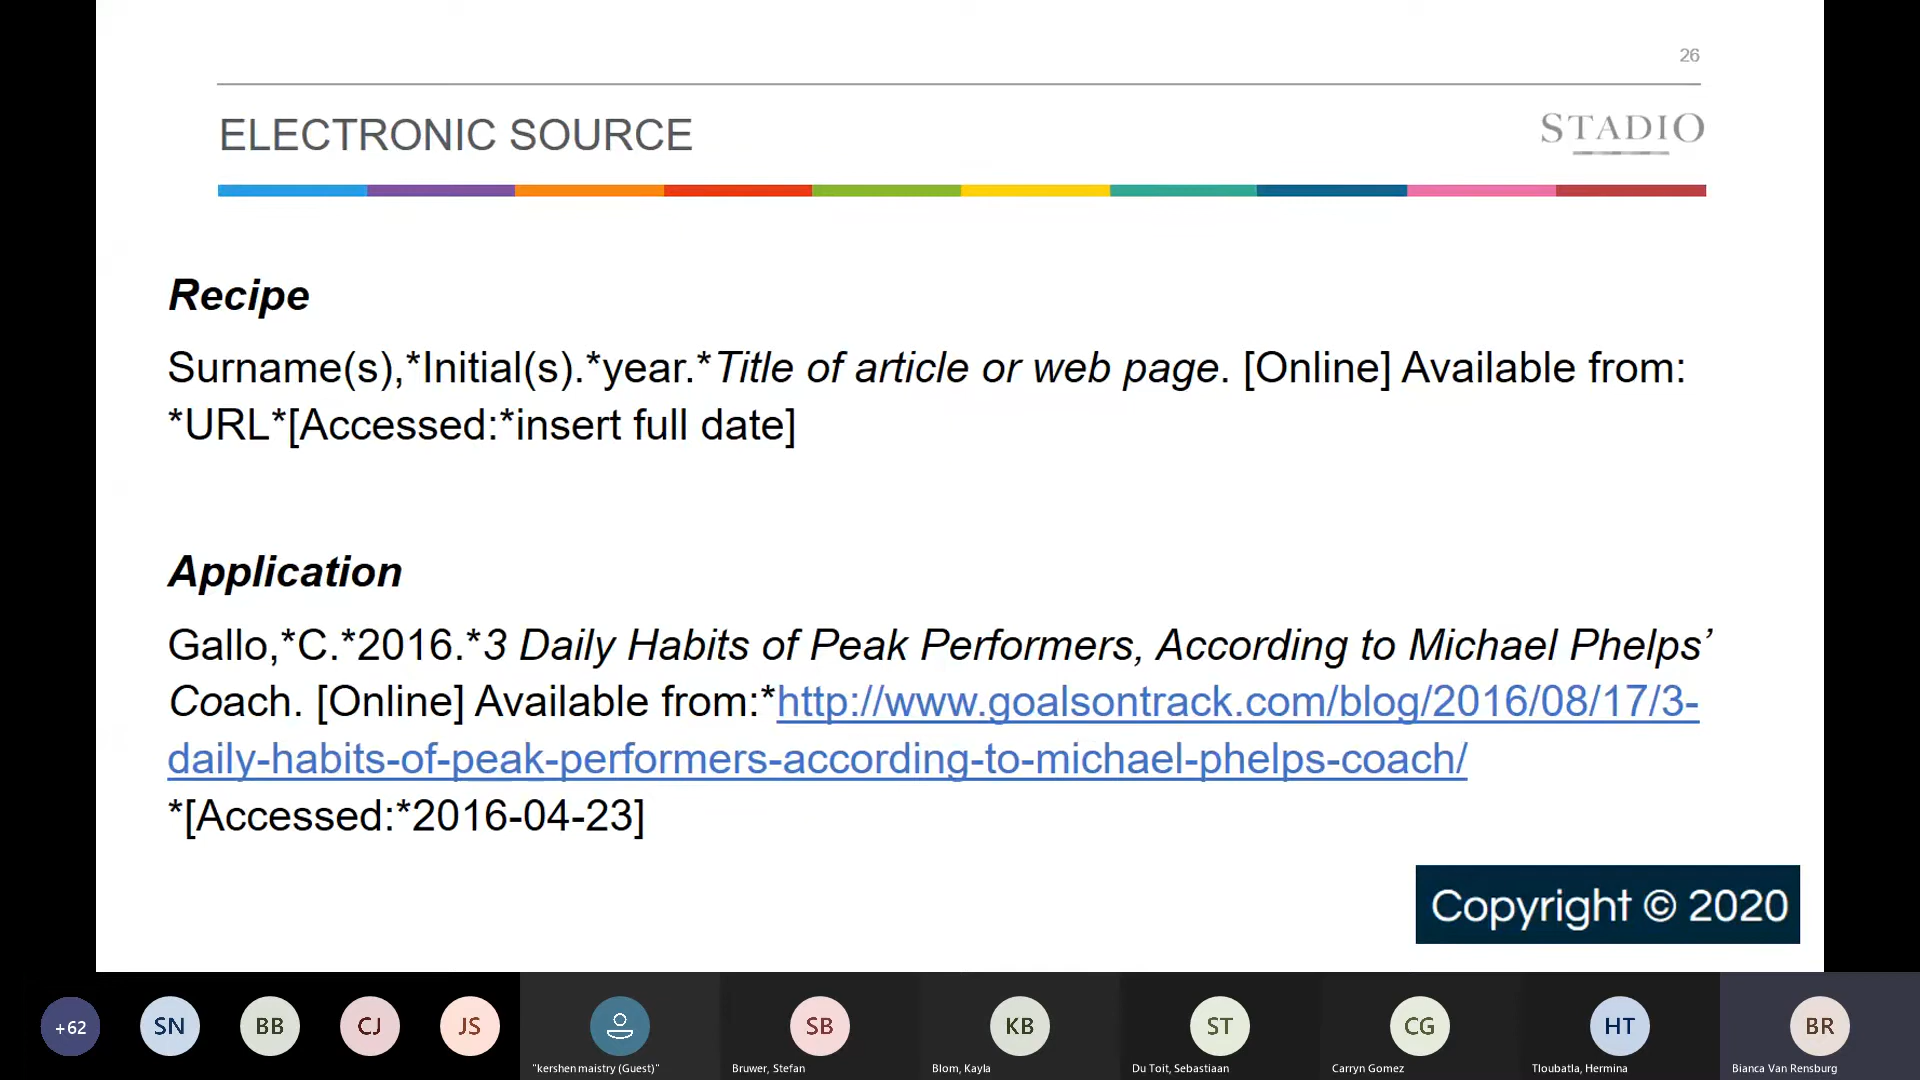 26
ELECTRONIC SOURCE
STADIO
Recipe
Surname(s),*Initial(s).*year.*Title of article or web page. [Online] Available from:
*URL*[Accessed:*insert full date]
Application
Gallo,*C.*2016.*3 Daily Habits of Peak Performers, According to Michael Phelps’
Coach. [Online] Available from:*http://www.goalsontrack.com/blog/2016/08/17/3-
daily-habits-of-peak-performers-according-to-michael-phelps-coach/
*[Accessed:*2016-04-23]
Copyright © 2020
+62 SN BB CJ JS SB KB ST CG HT BR
"kershen maistry (Guest)" Bruwer, Stefan Blom, Kayla Du Toit, Sebastiaan Carryn Gomez Tloubatla, Hermina Bianca Van Rensburg